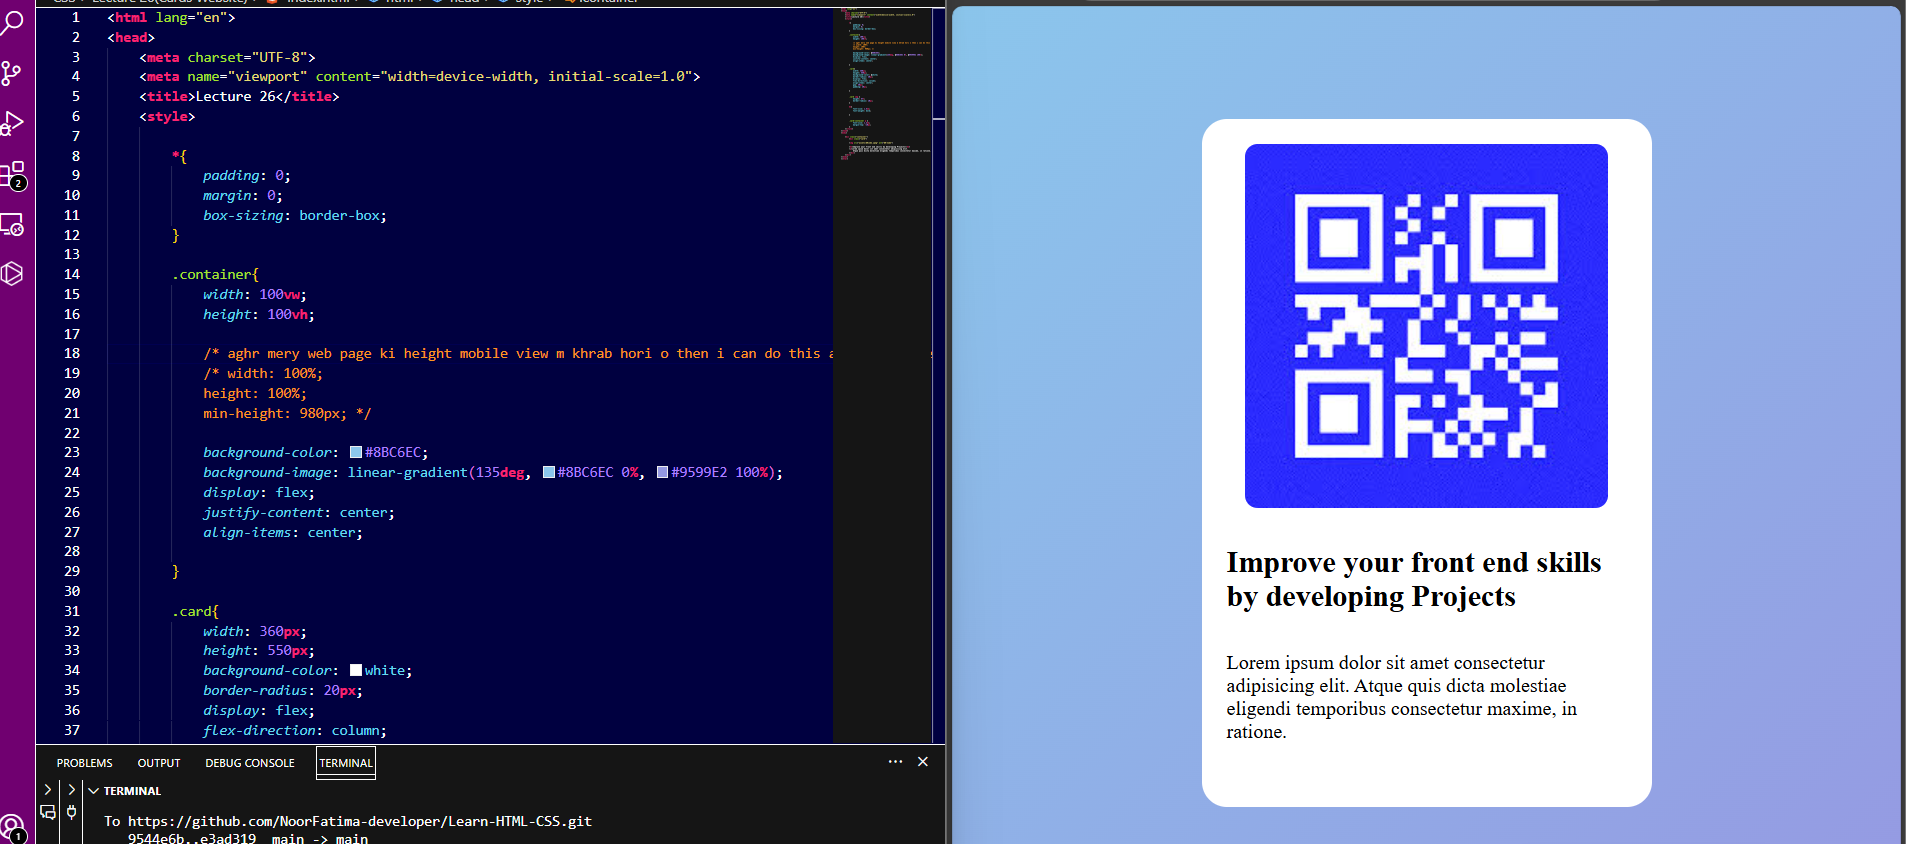 1 <html lang="en">
2 <head>
3 <meta charset="UTF-8">
4 <meta name="viewport" content="width=device-width, initial-scale=1.0">
5 <title>Lecture 26</title>
6 <style>
7
8 *{
9 padding: 0;
10 margin: 0;
11 box-sizing: border-box;
12 }
13
14 .container{
15 width: 100vw;
16 height: 100vh;
17
18 /* aghr mery web page ki height mobile view m khrab hori o then i can do this a
19 /* width: 100%;
20 height: 100%;
21 min-height: 980px; */
22
23 background-color: #8BC6EC;
24 background-image: linear-gradient(135deg, #8BC6EC 0%, #9599E2 100%);
25 display: flex;
26 justify-content: center;
27 align-items: center;
28
29 }
30
31 .card{
32 width: 360px;
33 height: 550px;
34 background-color: white;
35 border-radius: 20px;
36 display: flex;
37 flex-direction: column;
2
PROBLEMS OUTPUT DEBUG CONSOLE TERMINAL
TERMINAL
To https://github.com/NoorFatima-developer/Learn-HTML-CSS.git
9544e6b..e3ad319 main -> main
1
Improve your front end skills
by developing Projects
Lorem ipsum dolor sit amet consectetur
adipisicing elit. Atque quis dicta molestiae
eligendi temporibus consectetur maxime, in
ratione.